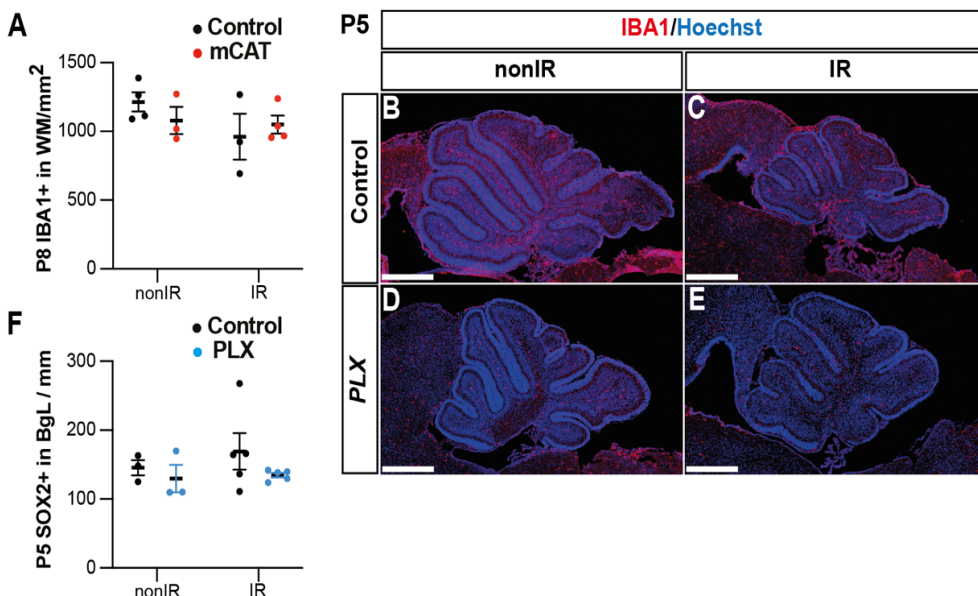 A
Control
mCAT
P8 IBA1+ in WM/mm2
1500
1000
500
0
nonIR
IR
F
Control
PLX
P5 SOX2+ in BgL / mm
300
200
100
0
nonIR
IR
P5
IBA1/Hoechst
nonIR
IR
Control
B
C
PLX
D
E